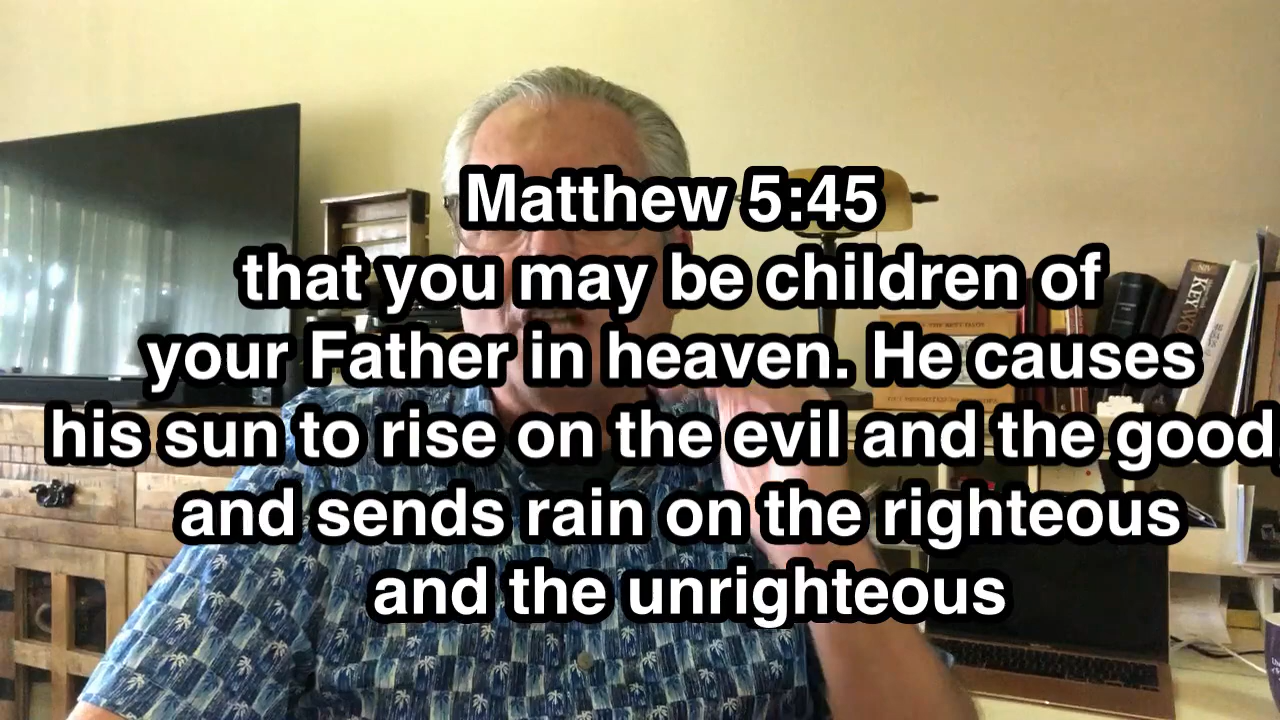 Matthew 5:45
that you may be children of
your Father in heaven. He causes
his sun to rise on the evil and the good,
and sends rain on the righteous
and the unrighteous
KEYWO